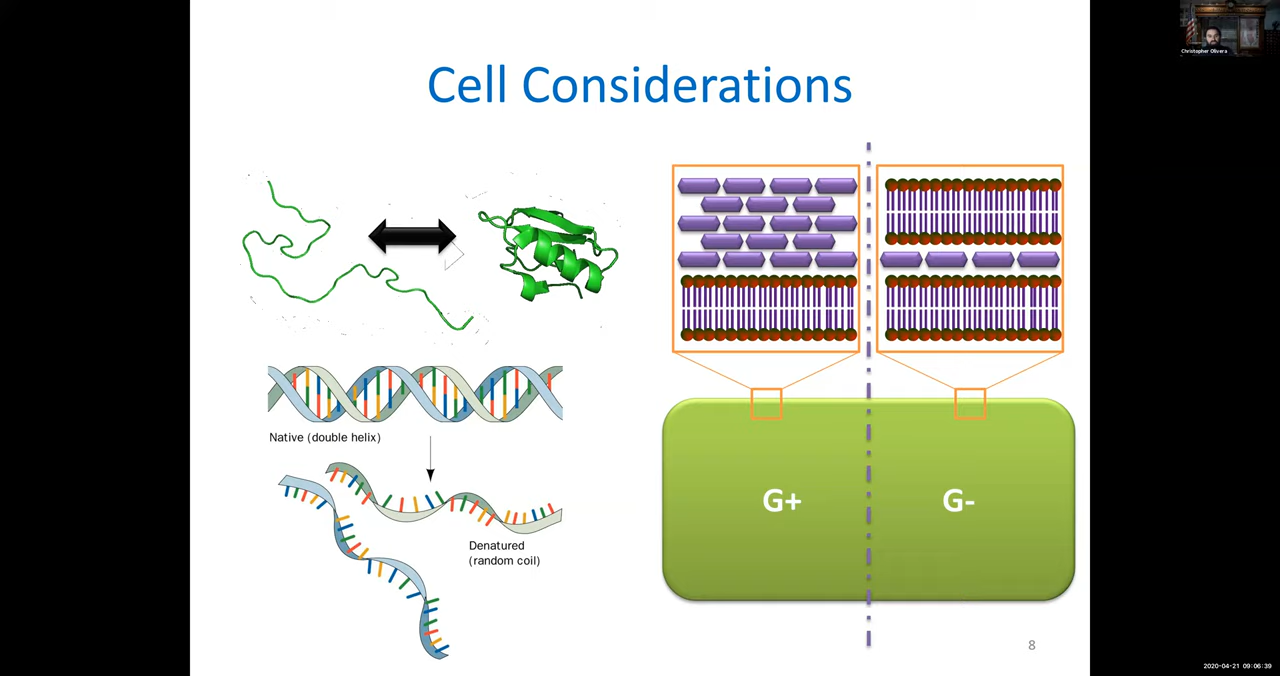 Christopher Olivera
Cell Considerations
Native (double helix)
Denatured
(random coil)
G+
G-
8
2020-04-21 09:06:39